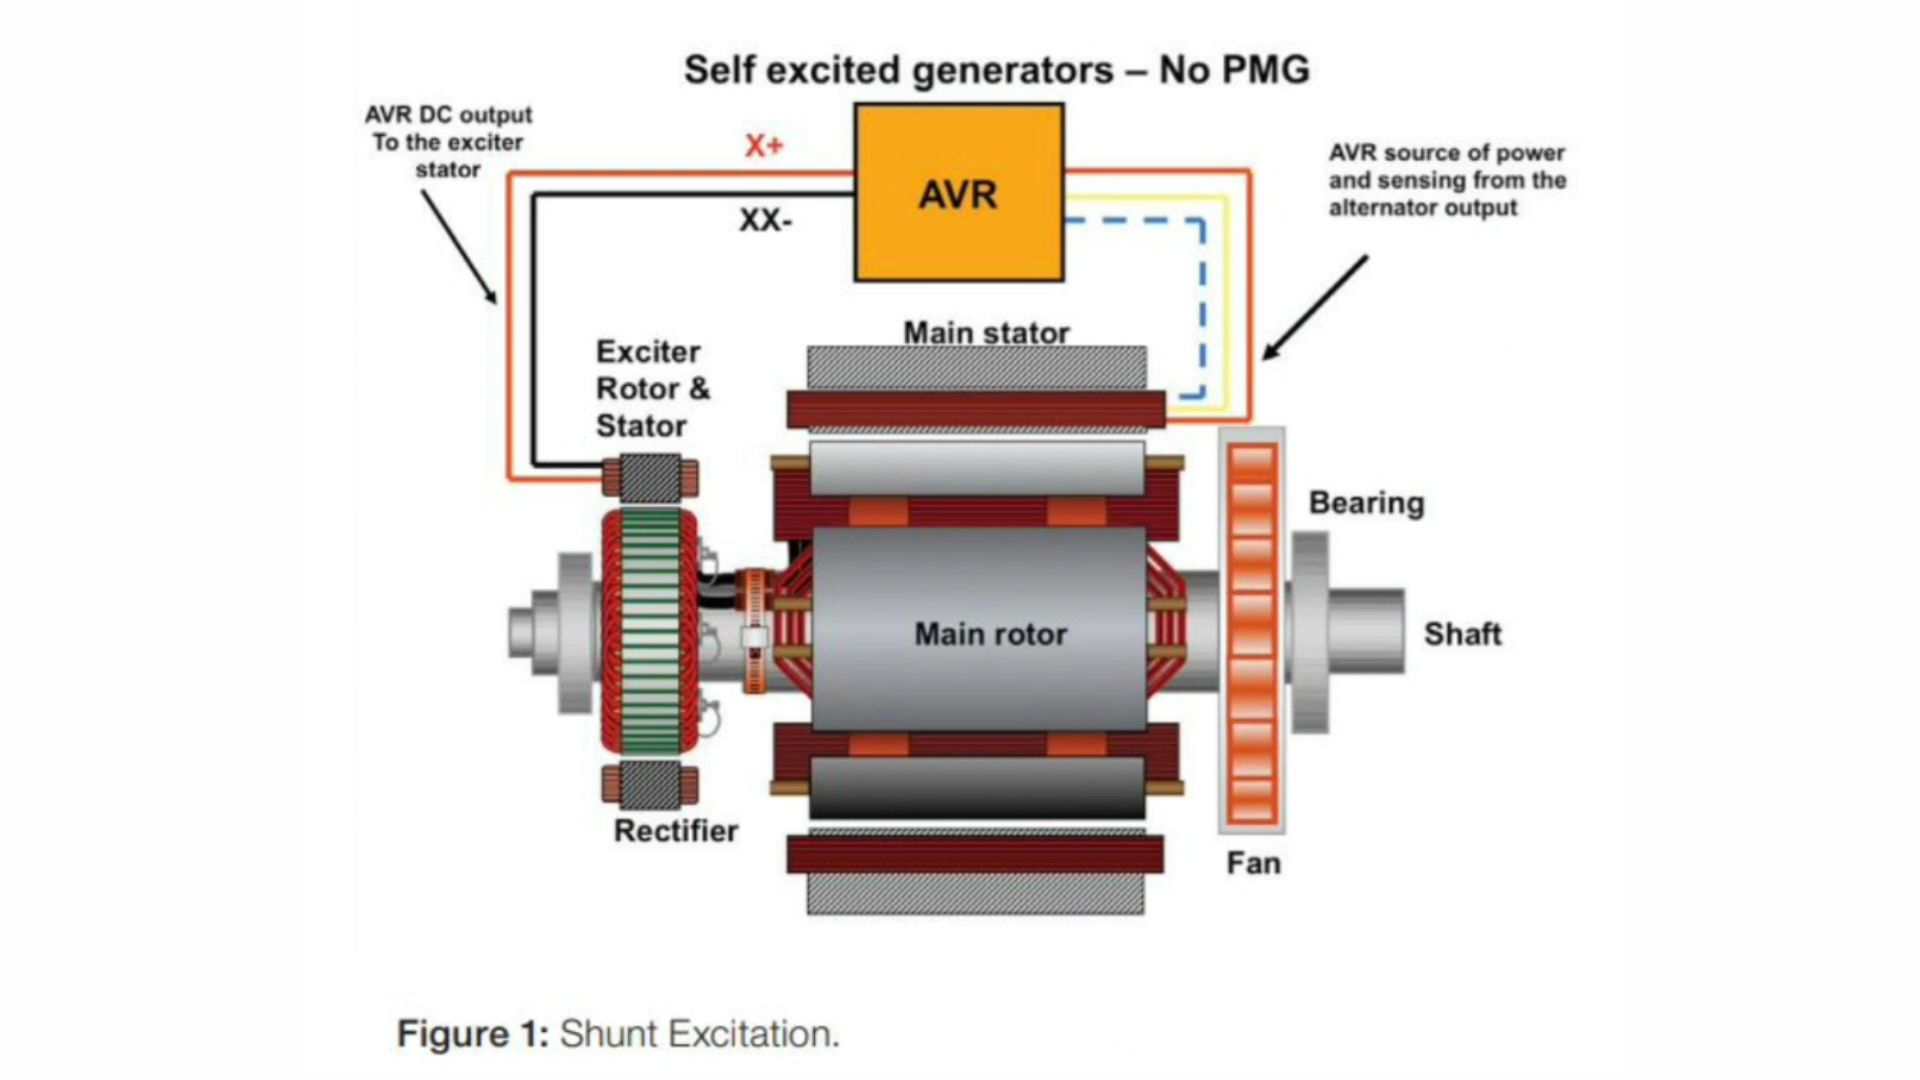 Self excited generators – No PMG
AVR DC output
To the exciter
stator
X+
XX-
AVR
AVR source of power
and sensing from the
alternator output
Main stator
Exciter
Rotor &
Stator
Bearing
Main rotor
Shaft
Rectifier
Fan
Figure 1: Shunt Excitation.